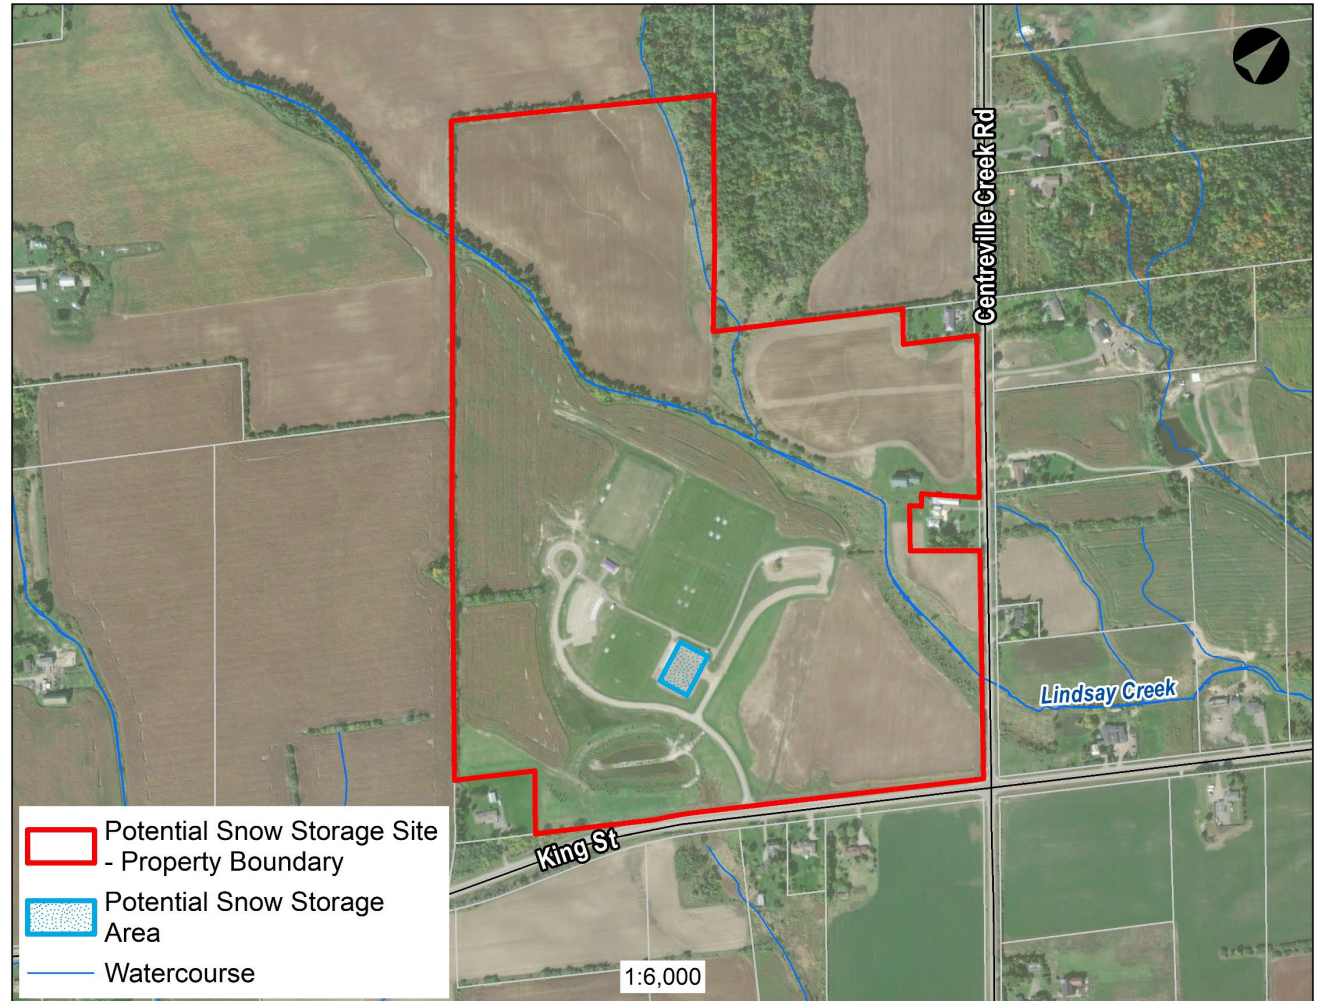 Centreville Creek Rd
Lindsay Creek
King St
Potential Snow Storage Site
- Property Boundary
Potential Snow Storage
Area
Watercourse
1:6,000